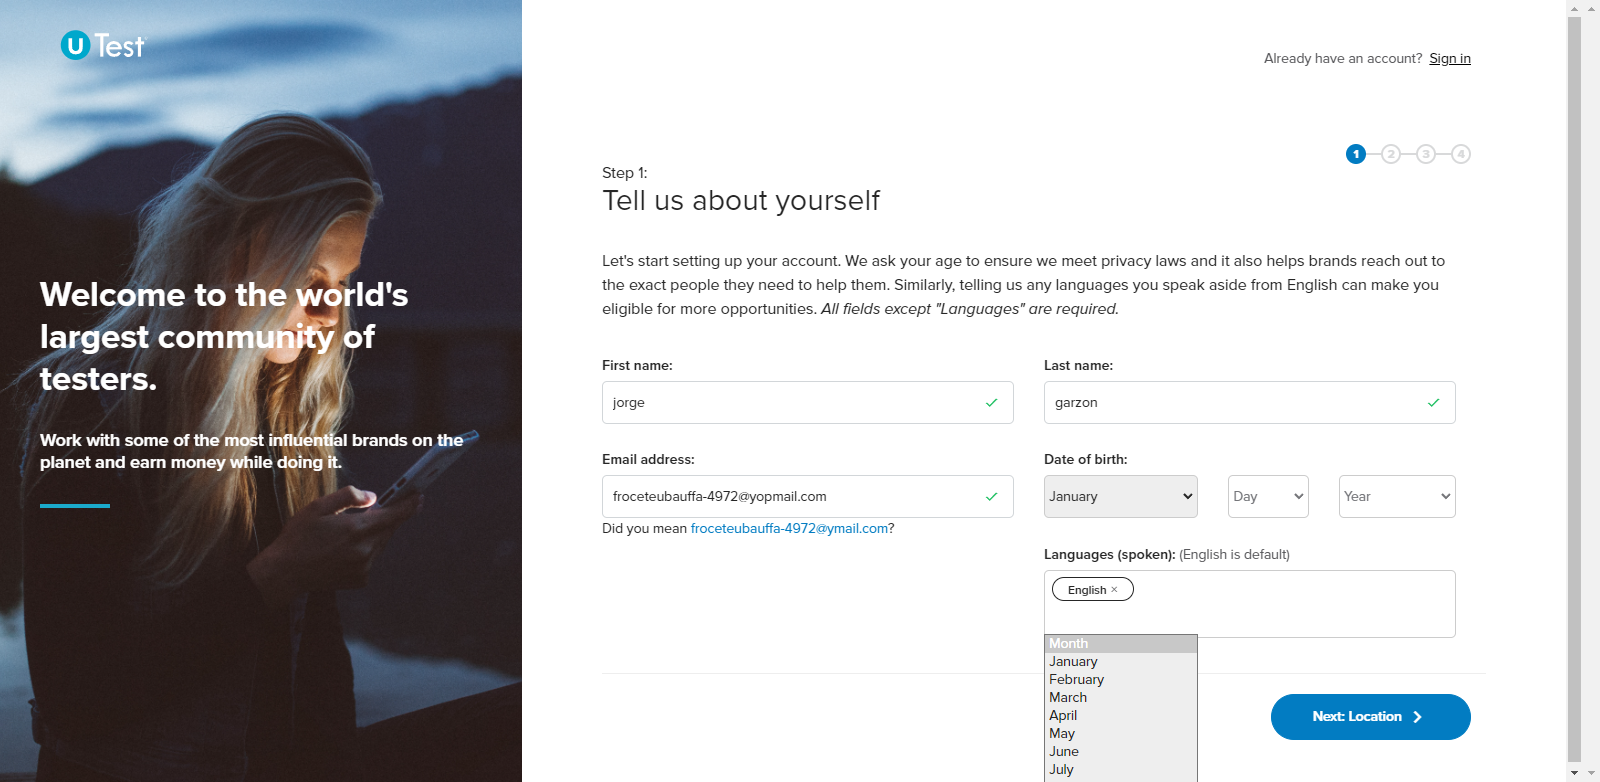 U Test
Already have an account? Sign in
1 2 3 4
Step 1:
Tell us about yourself
Let's start setting up your account. We ask your age to ensure we meet privacy laws and it also helps brands reach out to
the exact people they need to help them. Similarly, telling us any languages you speak aside from English can make you
eligible for more opportunities. All fields except "Languages" are required.
Welcome to the world's
largest community of
testers.
Work with some of the most influential brands on the
planet and earn money while doing it.
First name:
jorge
Last name:
garzon
Email address:
froceteubauffa-4972@yopmail.com
Did you mean froceteubauffa-4972@ymail.com?
Date of birth:
January
Day
Year
Languages (spoken): (English is default)
English ×
Month
January
February
March
April
May
June
July
Next: Location